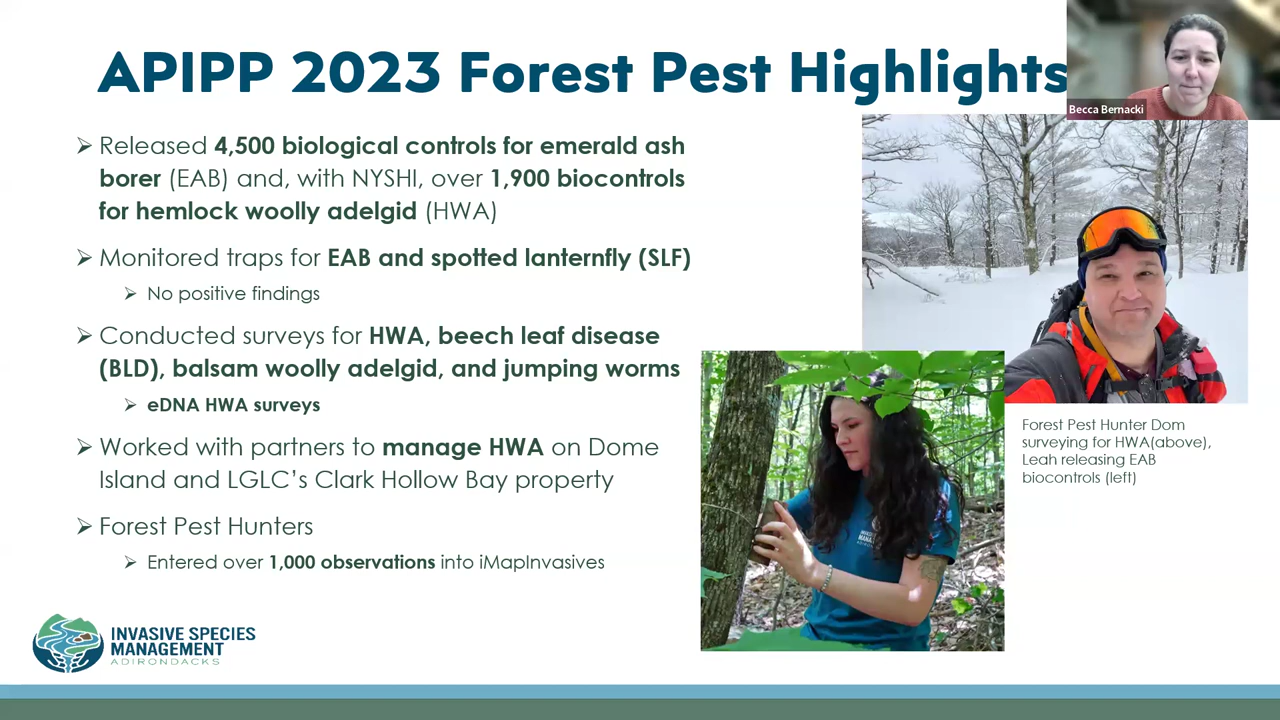 APIPP 2023 Forest Pest Highlights
Becca Bernacki
➢ Released 4,500 biological controls for emerald ash
borer (EAB) and, with NYSHI, over 1,900 biocontrols
for hemlock woolly adelgid (HWA)
➢ Monitored traps for EAB and spotted lanternfly (SLF)
➢ No positive findings
➢ Conducted surveys for HWA, beech leaf disease
(BLD), balsam woolly adelgid, and jumping worms
➢ eDNA HWA surveys
➢ Worked with partners to manage HWA on Dome
Island and LGLC's Clark Hollow Bay property
➢ Forest Pest Hunters
➢ Entered over 1,000 observations into iMapInvasives
Forest Pest Hunter Dom
surveying for HWA(above),
Leah releasing EAB
biocontrols (left)
INVASIVE SPECIES
MANAGEMENT
ADIRONDACKS